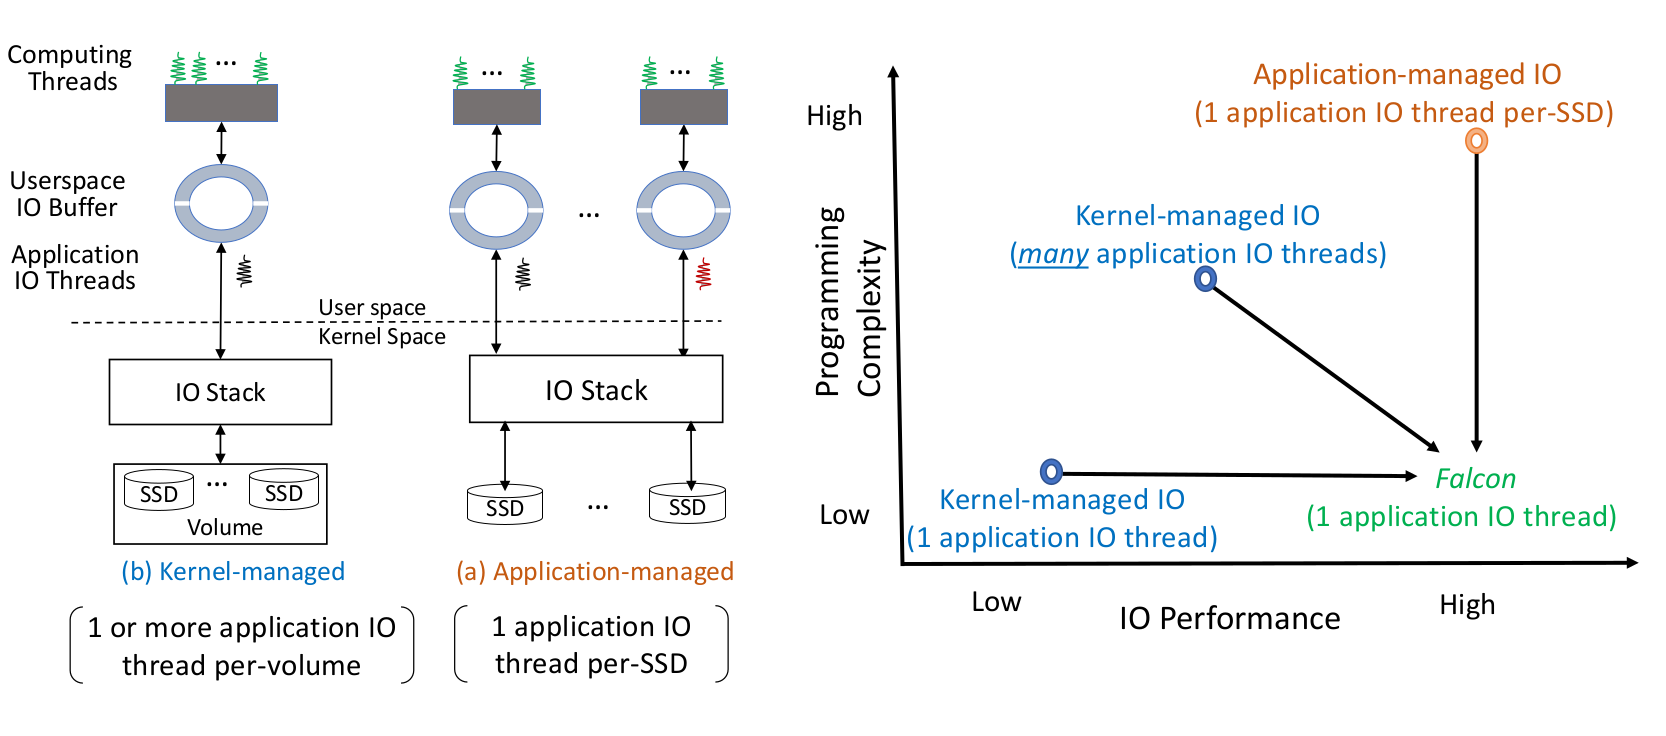 Computing
Threads
...
...
...
Userspace
IO Buffer
...
Application
IO Threads
User space
Kernel Space
IO Stack
IO Stack
SSD
...
SSD
Volume
SSD
...
SSD
(b) Kernel-managed
(a) Application-managed
1 or more application IO
thread per-volume
1 application IO
thread per-SSD
Application-managed IO
(1 application IO thread per-SSD)
High
Kernel-managed IO
(many application IO threads)
Programming
Complexity
Falcon
(1 application IO thread)
Kernel-managed IO
(1 application IO thread)
Low
Low
IO Performance
High